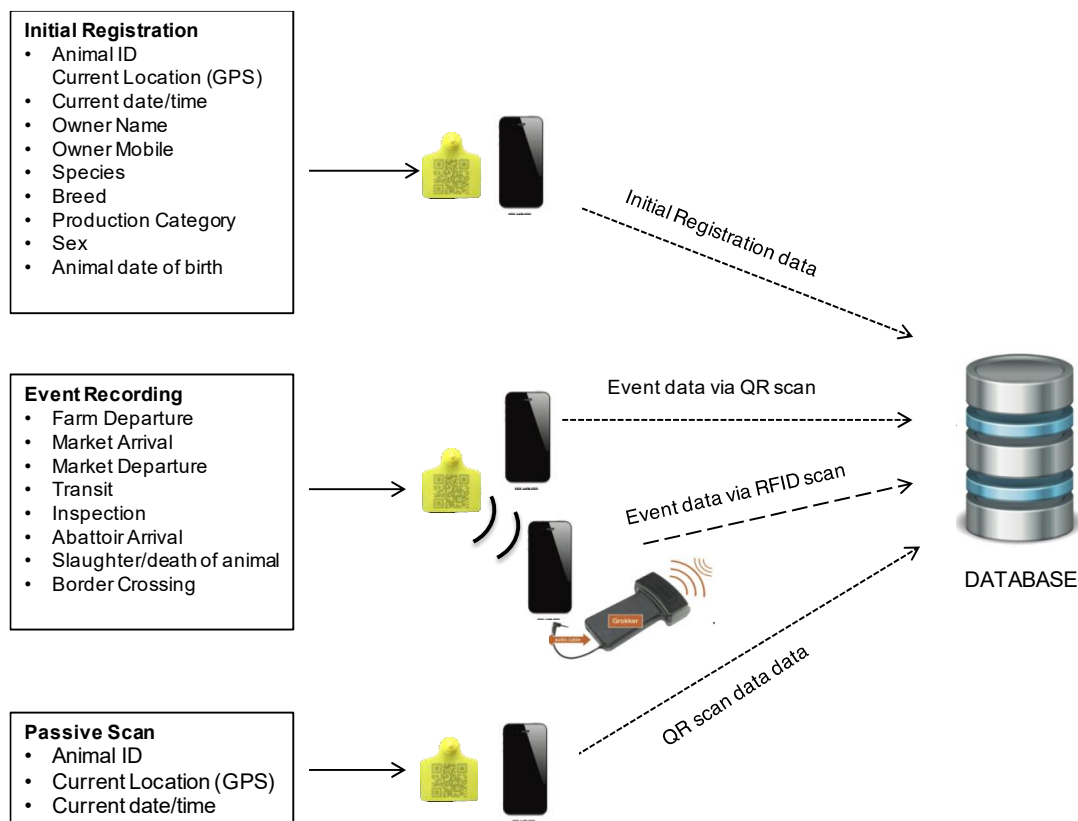 Initial Registration
• Animal ID
Current Location (GPS)
• Current date/time
• Owner Name
• Owner Mobile
• Species
• Breed
• Production Category
• Sex
• Animal date of birth
Initial Registration data
Event Recording
• Farm Departure
• Market Arrival
• Market Departure
• Transit
• Inspection
• Abattoir Arrival
• Slaughter/death of animal
• Border Crossing
Event data via QR scan
Event data via RFID scan
Grokker
audio cable
DATABASE
QR scan data data
Passive Scan
• Animal ID
• Current Location (GPS)
• Current date/time